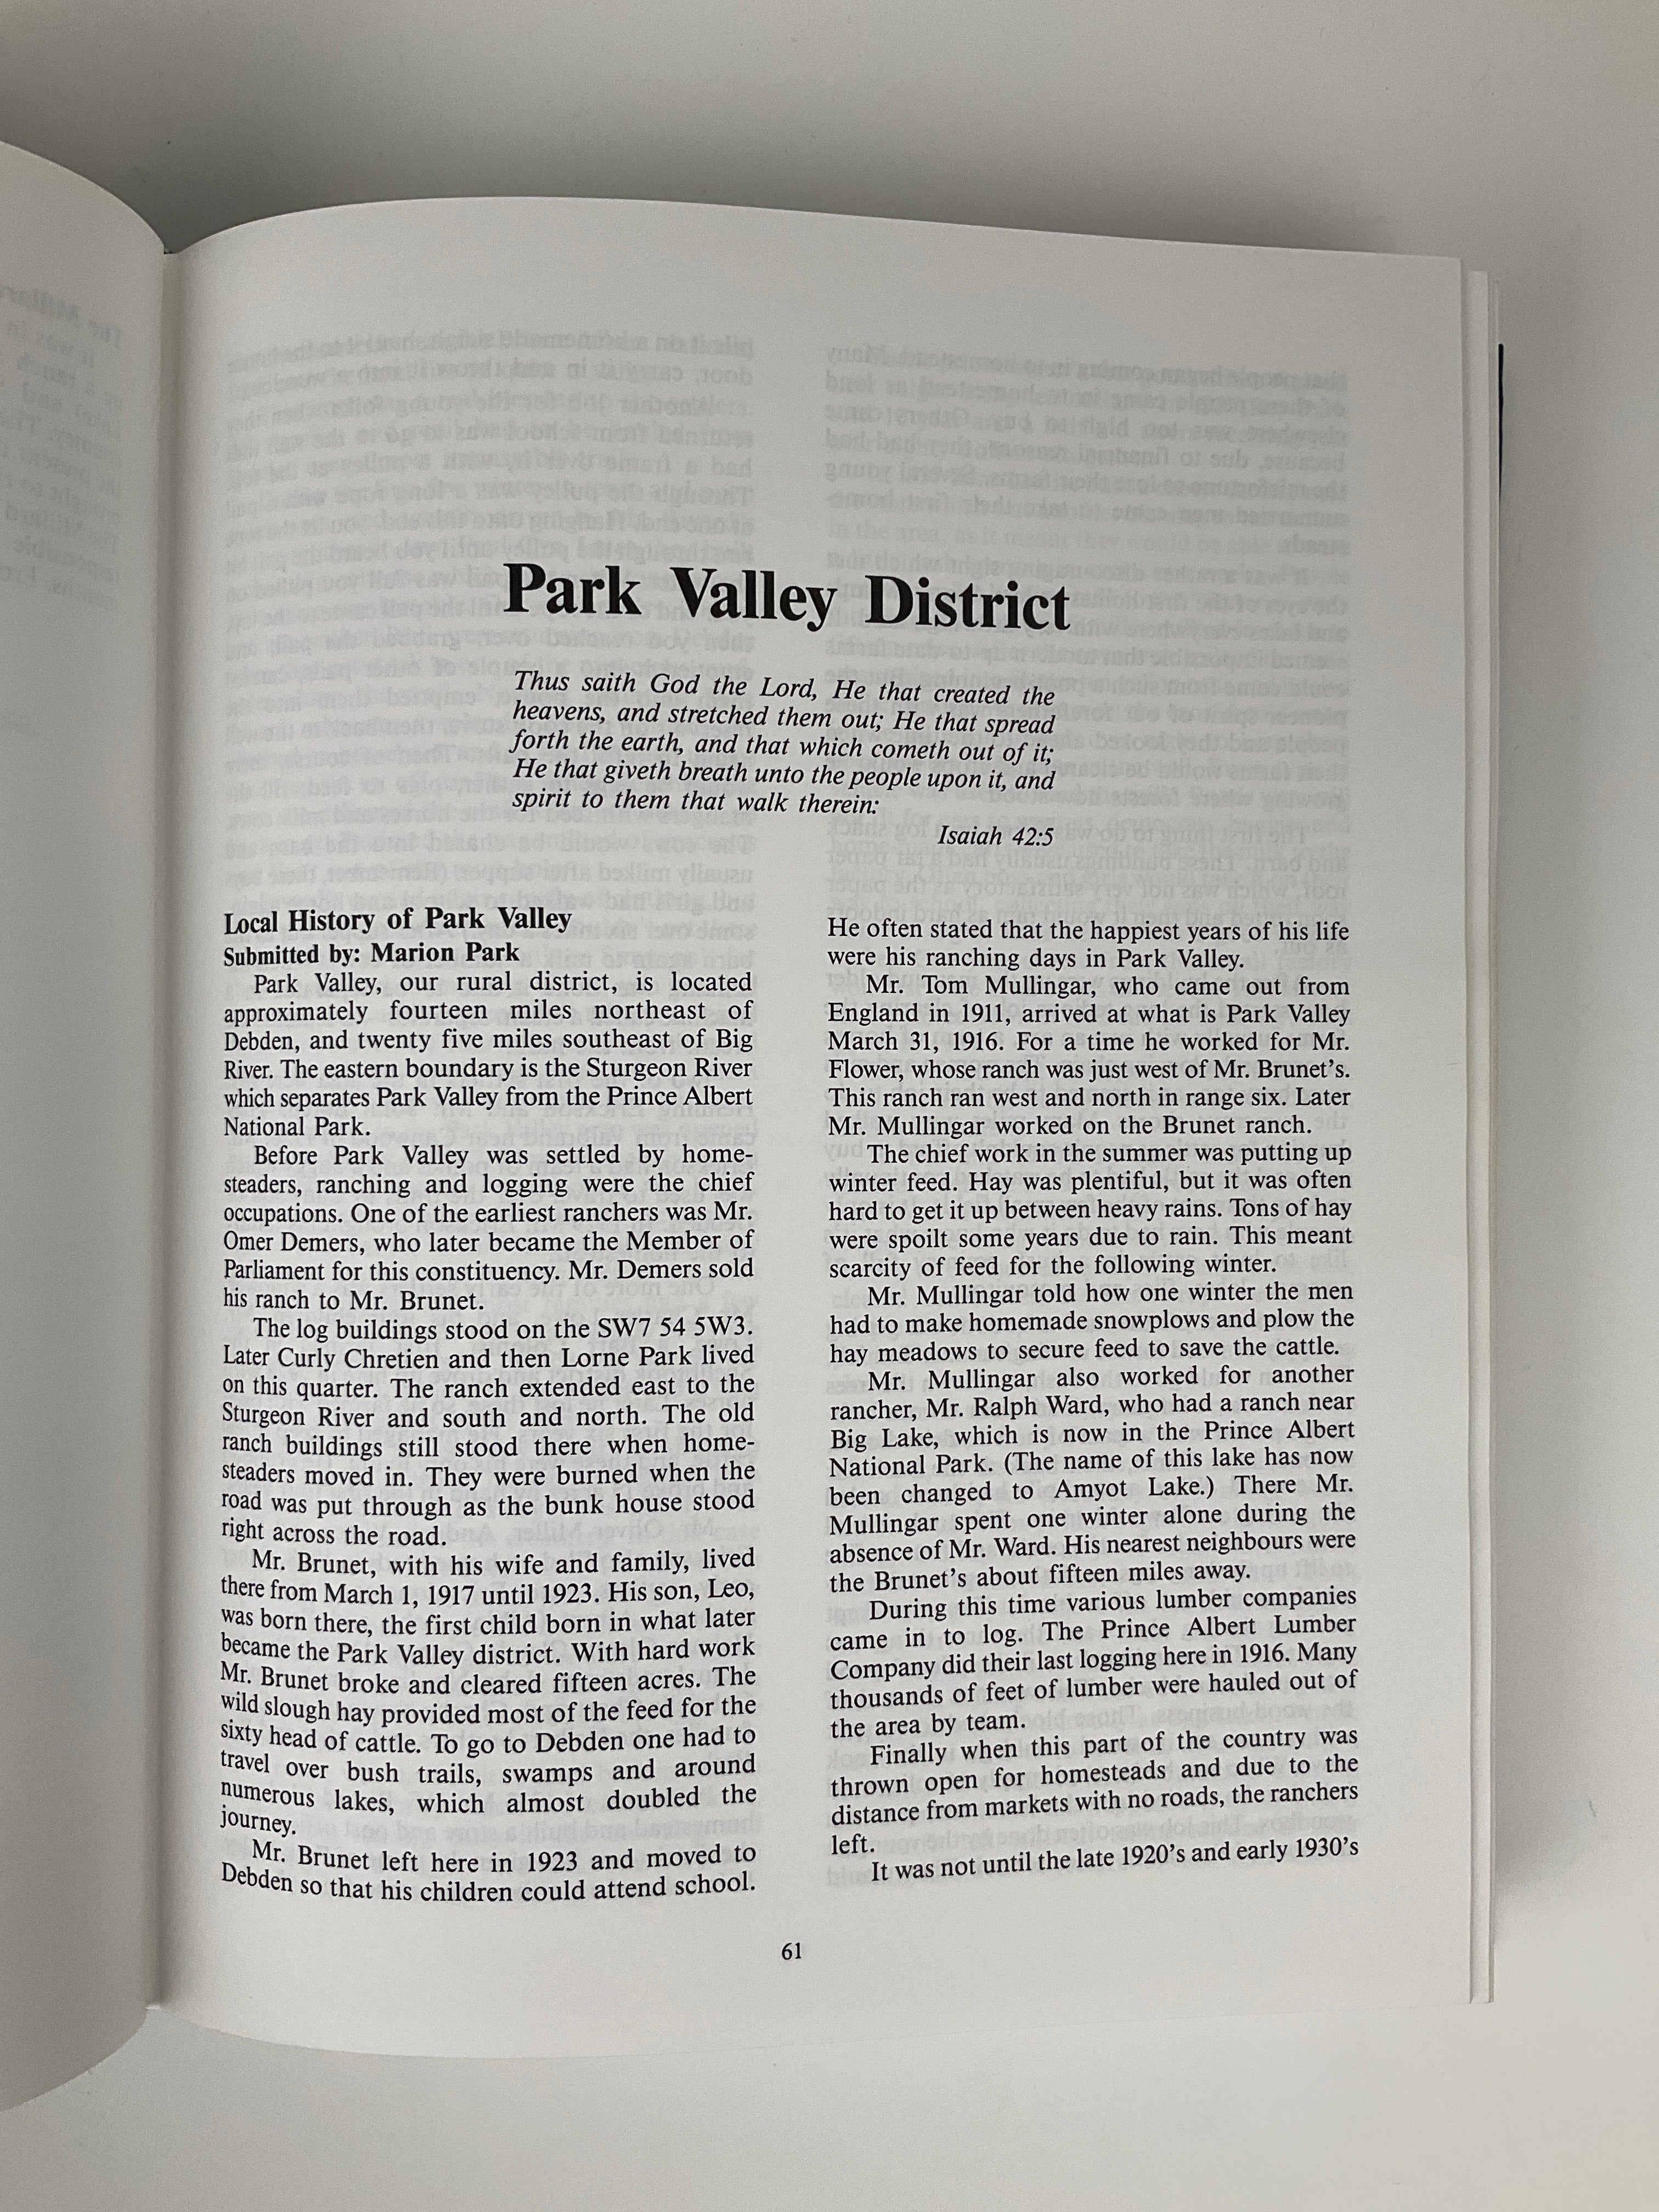 Park Valley District
Thus saith God the Lord, He that created the
heavens, and stretched them out; He that spread
forth the earth, and that which cometh out of it;
He that giveth breath unto the people upon it, and
spirit to them that walk therein:
Isaiah 42:5
Local History of Park Valley
Submitted by: Marion Park
Park Valley, our rural district, is located
approximately fourteen miles northeast of
Debden, and twenty five miles southeast of Big
River. The eastern boundary is the Sturgeon River
which separates Park Valley from the Prince Albert
National Park.
Before Park Valley was settled by home-
steaders, ranching and logging were the chief
occupations. One of the earliest ranchers was Mr.
Omer Demers, who later became the Member of
Parliament for this constituency. Mr. Demers sold
his ranch to Mr. Brunet.
The log buildings stood on the SW7 54 5W3.
Later Curly Chretien and then Lorne Park lived
on this quarter. The ranch extended east to the
Sturgeon River and south and north. The old
ranch buildings still stood there when home-
steaders moved in. They were burned when the
road was put through as the bunk house stood
right across the road.
Mr. Brunet, with his wife and family, lived
there from March 1, 1917 until 1923. His son, Leo,
was born there, the first child born in what later
became the Park Valley district. With hard work
Mr. Brunet broke and cleared fifteen acres. The
wild slough hay provided most of the feed for the
sixty head of cattle. To go to Debden one had to
travel over bush trails, swamps and around
numerous lakes, which almost doubled the
journey.
Mr. Brunet left here in 1923 and moved to
Debden so that his children could attend school.
He often stated that the happiest years of his life
were his ranching days in Park Valley.
Mr. Tom Mullingar, who came out from
England in 1911, arrived at what is Park Valley
March 31, 1916. For a time he worked for Mr.
Flower, whose ranch was just west of Mr. Brunet's.
This ranch ran west and north in range six. Later
Mr. Mullingar worked on the Brunet ranch.
The chief work in the summer was putting up
winter feed. Hay was plentiful, but it was often
hard to get it up between heavy rains. Tons of hay
were spoilt some years due to rain. This meant
scarcity of feed for the following winter.
Mr. Mullingar told how one winter the men
had to make homemade snowplows and plow the
hay meadows to secure feed to save the cattle.
Mr. Mullingar also worked for another
rancher, Mr. Ralph Ward, who had a ranch near
Big Lake, which is now in the Prince Albert
National Park. (The name of this lake has now
been changed to Amyot Lake.) There Mr.
Mullingar spent one winter alone during the
absence of Mr. Ward. His nearest neighbours were
the Brunet's about fifteen miles away.
During this time various lumber companies
came in to log. The Prince Albert Lumber
Company did their last logging here in 1916. Many
thousands of feet of lumber were hauled out of
the area by team.
Finally when this part of the country was
thrown open for homesteads and due to the
distance from markets with no roads, the ranchers
left.
It was not until the late 1920's and early 1930's
61